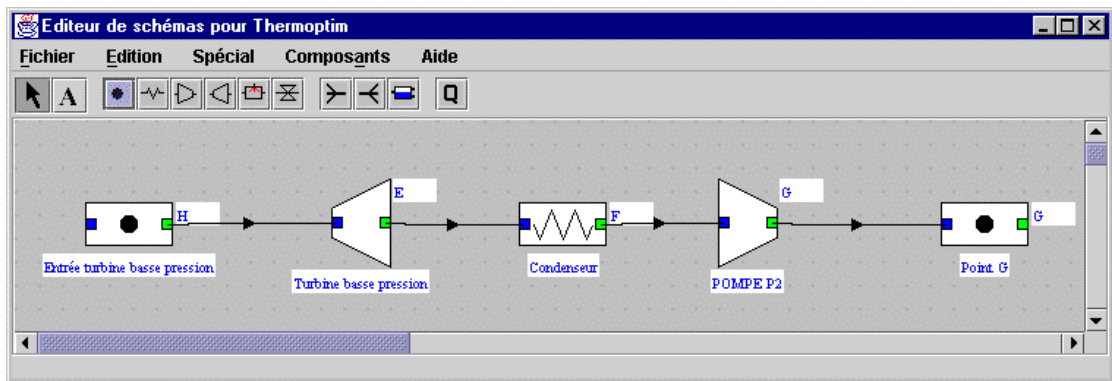 Editeur de schémas pour Thermoptim
Fichier Edition Spécial Composants Aide
A Q
H E F G G
Entrée turbine basse pression
Turbine basse pression
Condenseur
POMPE P2
Point G